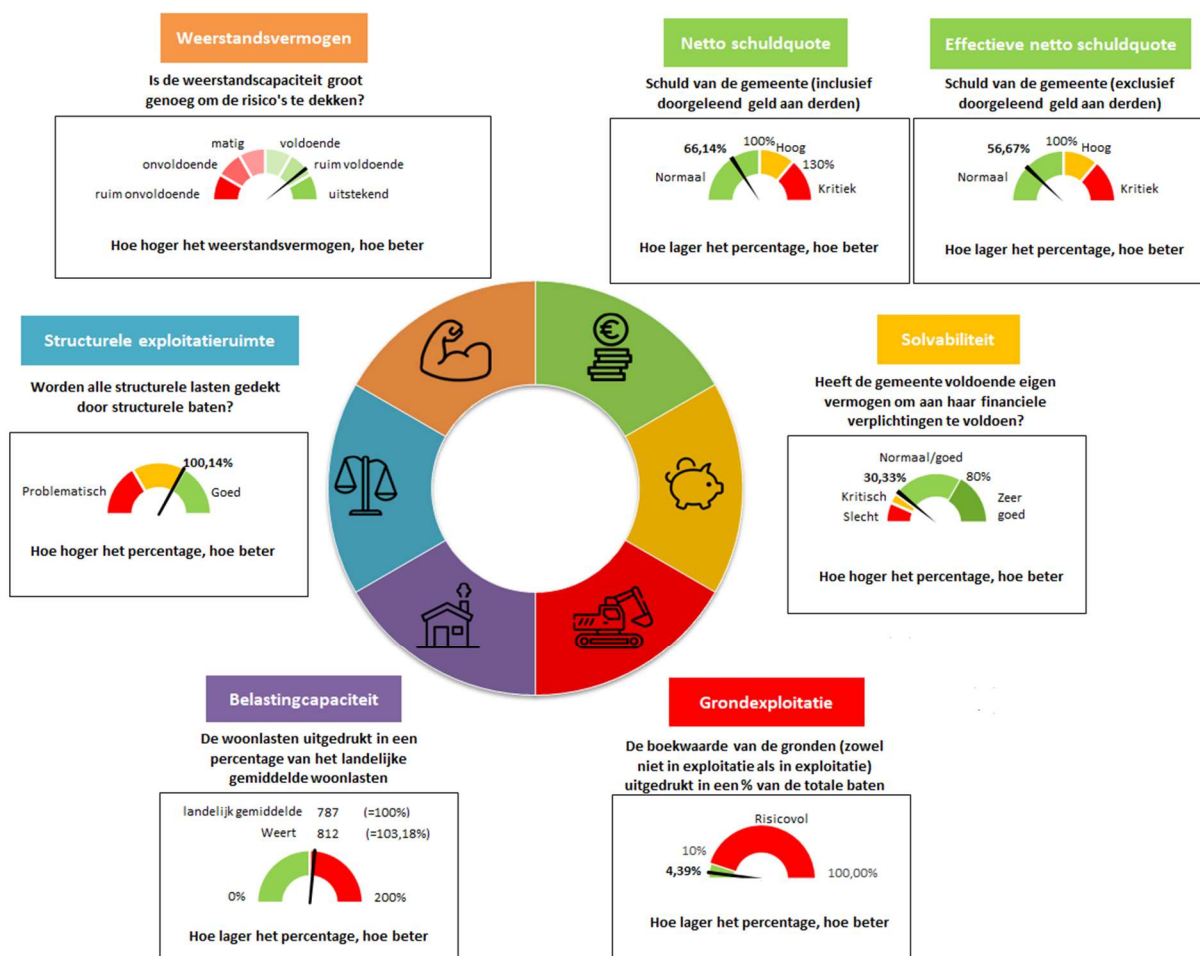 Weerstandsvermogen
Is de weerstandscapaciteit groot
genoeg om de risico's te dekken?
matig
voldoende
onvoldoende
ruim voldoende
ruim onvoldoende
uitstekend
Hoe hoger het weerstandsvermogen, hoe beter
Netto schuldquote
Schuld van de gemeente (inclusief
doorgeleend geld aan derden)
66,14%
100%
Hoog
130%
Normaal
Kritiek
Hoe lager het percentage, hoe beter
Effectieve netto schuldquote
Schuld van de gemeente (exclusief
doorgeleend geld aan derden)
56,67%
100%
Hoog
Normaal
Kritiek
Hoe lager het percentage, hoe beter
Structurele exploitatieruimte
Worden alle structurele lasten gedekt
door structurele baten?
100,14%
Problematisch
Goed
Hoe hoger het percentage, hoe beter
€
Solvabiliteit
Heeft de gemeente voldoende eigen
vermogen om aan haar financiele
verplichtingen te voldoen?
Normaal/goed
30,33%
80%
Kritisch
Zeer
goed
Slecht
Hoe hoger het percentage, hoe beter
Belastingcapaciteit
De woonlasten uitgedrukt in een
percentage van het landelijke
gemiddelde woonlasten
landelijk gemiddelde 787 (=100%)
Weert 812 (=103,18%)
0%
200%
Hoe lager het percentage, hoe beter
Grondexploitatie
De boekwaarde van de gronden (zowel
niet in exploitatie als in exploitatie)
uitgedrukt in een % van de totale baten
Risicovol
10%
4,39%
100,00%
Hoe lager het percentage, hoe beter